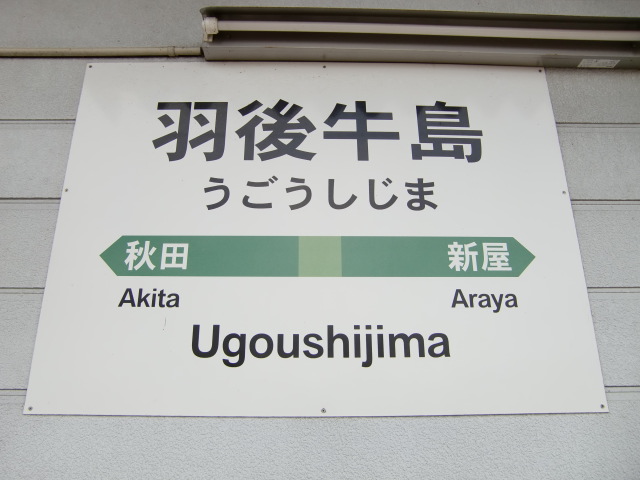 羽後牛島
うごうしじま
秋田 新屋
Akita Araya
Ugoushijima